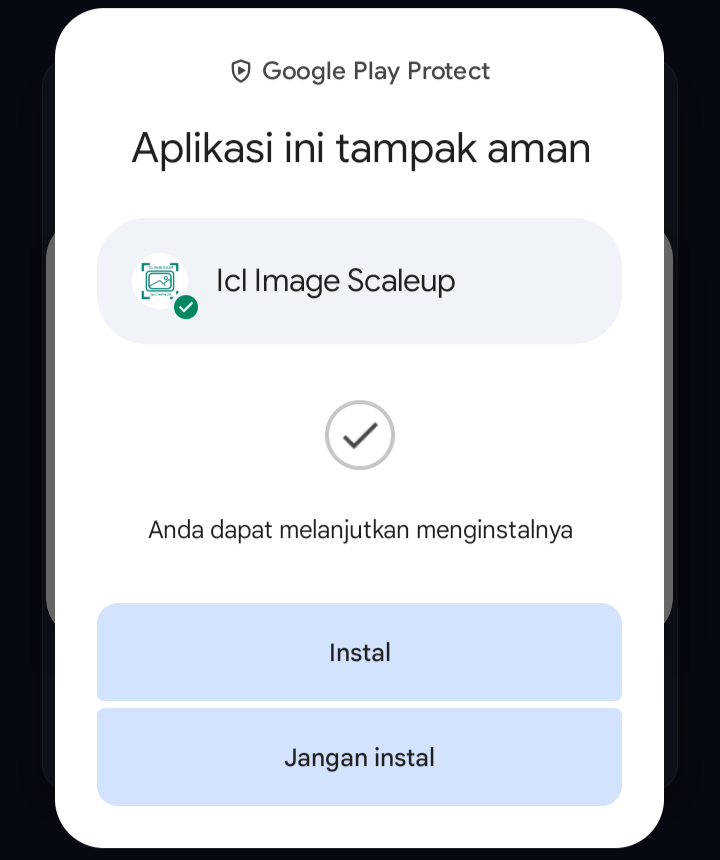 Google Play Protect
Aplikasi ini tampak aman
Icl Image Scaleup
Anda dapat melanjutkan menginstalnya
Instal
Jangan instal